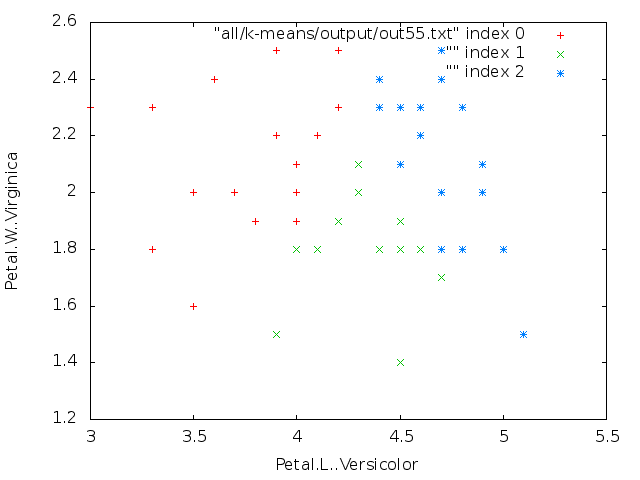 2.6
2.4
2.2
2
1.8
1.6
1.4
1.2
3
3.5
4
4.5
5
5.5
Petal.W..Virginica
Petal.L..Versicolor
"all/k-means/output/out55.txt" index 0
"" index 1
"" index 2